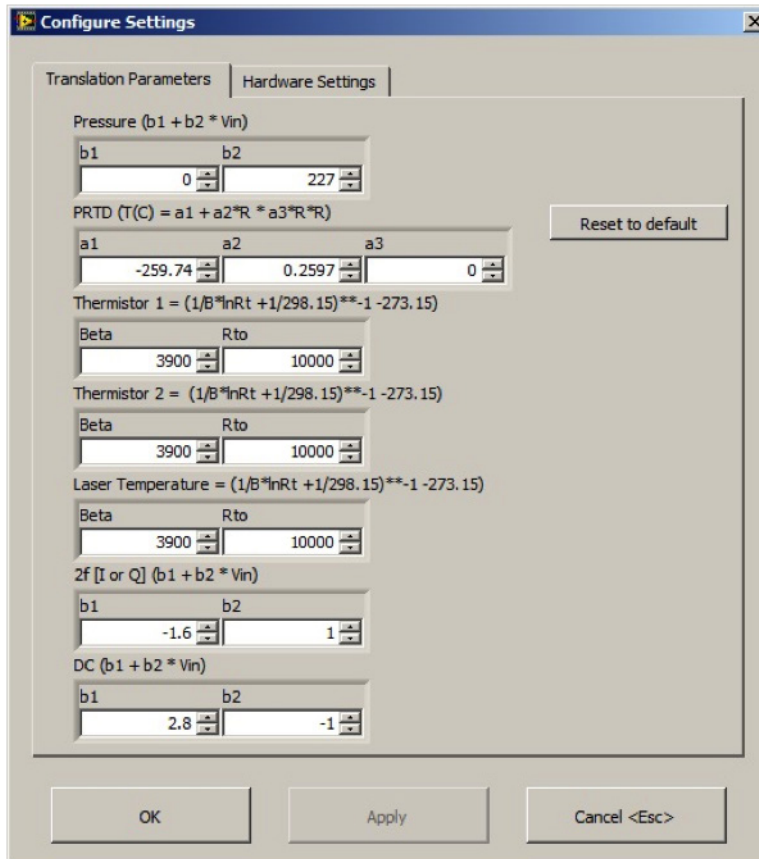 Configure Settings
Translation Parameters Hardware Settings
Pressure (b1 + b2 * Vin)
b1 b2
0 227
PRTD (T(C) = a1 + a2*R * a3*R*R)
Reset to default
a1 a2 a3
-259.74 0.2597 0
Thermistor 1 = (1/B*lnRt +1/298.15)**-1 -273.15)
Beta Rto
3900 10000
Thermistor 2 =  (1/B*lnRt +1/298.15)**-1 -273.15)
Beta Rto
3900 10000
Laser Temperature = (1/B*lnRt +1/298.15)**-1 -273.15)
Beta Rto
3900 10000
2f [I or Q] (b1 + b2 * Vin)
b1 b2
-1.6 1
DC (b1 + b2 * Vin)
b1 b2
2.8 -1
OK Apply Cancel <Esc>